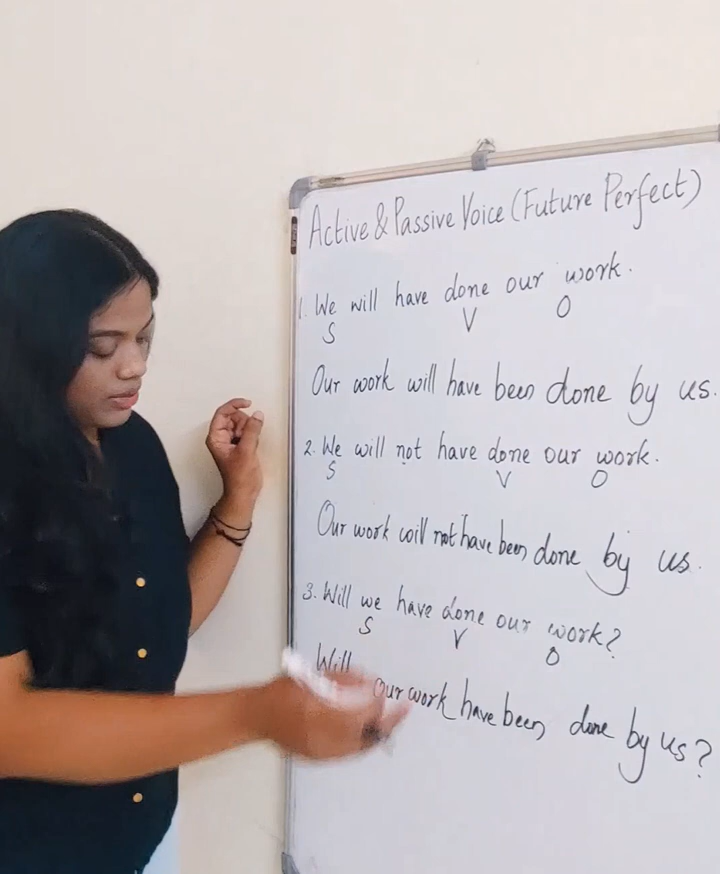 Active & Passive Voice (Future Perfect)
1. We will have done our work.
S V O
Our work will have been done by us.
2. We will not have done our work.
S V O
Our work will not have been done by us.
3. Will we have done our work?
S V O
Will our work have been done by us?